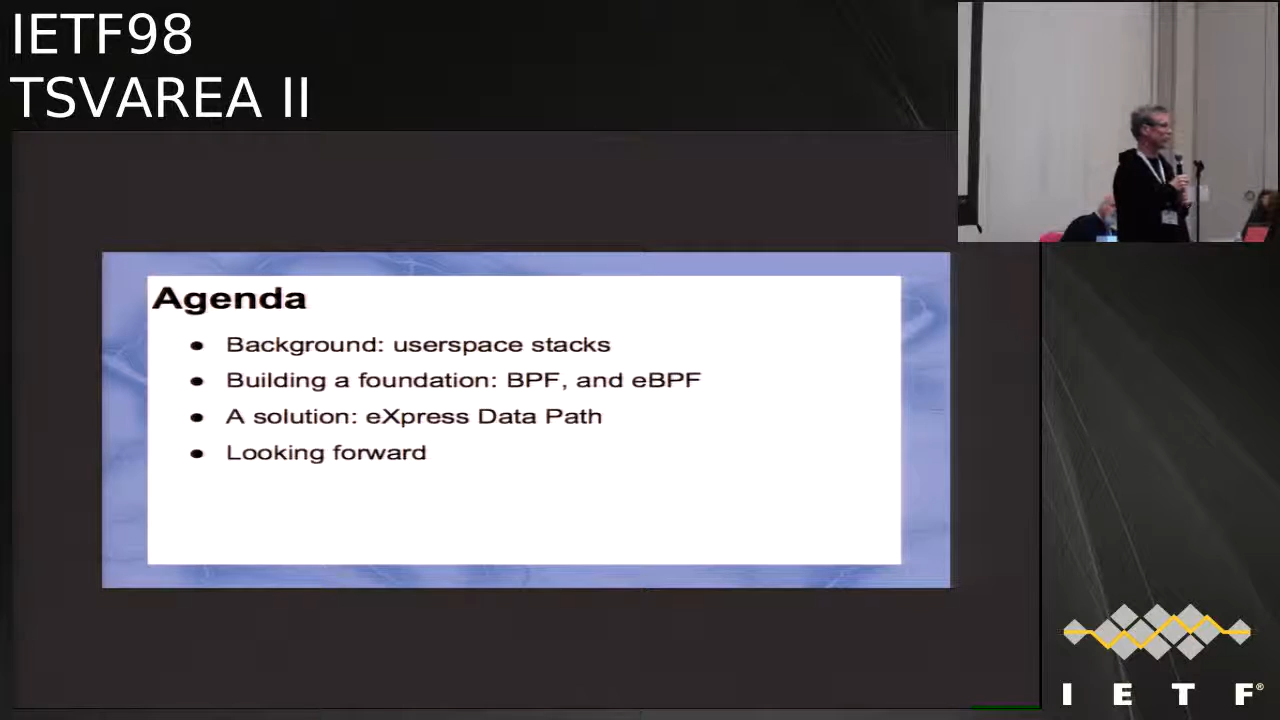 IETF98
TSVAREA II
Agenda
● Background: userspace stacks
● Building a foundation: BPF, and eBPF
● A solution: eXpress Data Path
● Looking forward
I E T F®